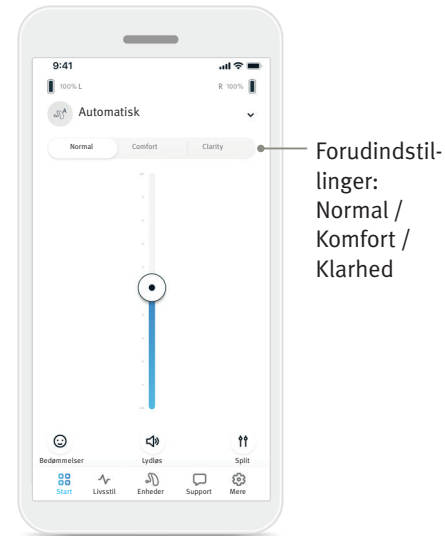 9:41
100% L
R 100%
Automatisk
Normal Comfort Clarity
Forudindstil-
linger:
Normal /
Komfort /
Klarhed
Bedømmelser Lydløs Split
Start Livsstil Enheder Support Mere